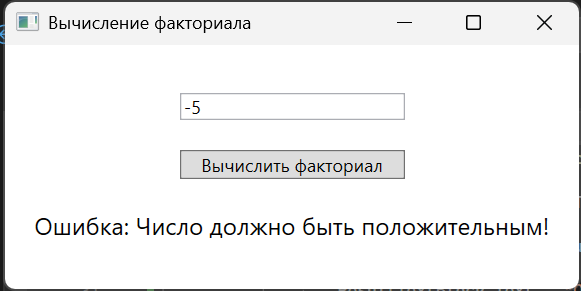 Вычисление факториала
-5
Вычислить факториал
Ошибка: Число должно быть положительным!